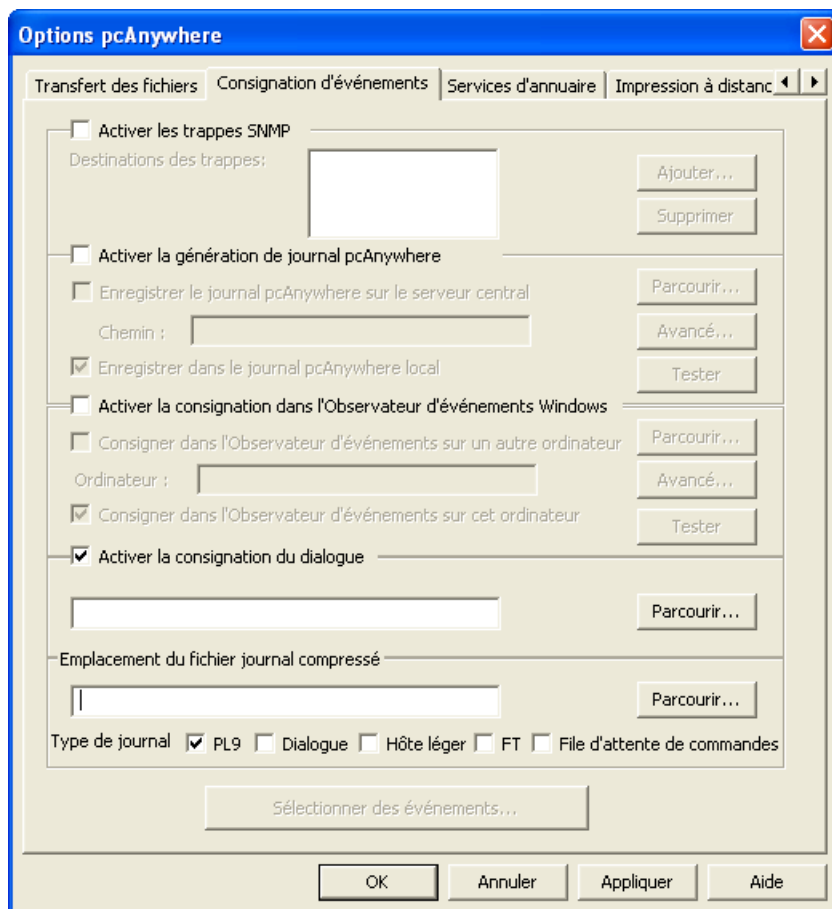 Options pcAnywhere
Transfert des fichiers Consignation d'événements Services d'annuaire Impression à distanc
Activer les trappes SNMP
Destinations des trappes:
Ajouter...
Supprimer
Activer la génération de journal pcAnywhere
Enregistrer le journal pcAnywhere sur le serveur central
Parcourir...
Chemin :
Avancé...
Enregistrer dans le journal pcAnywhere local
Tester
Activer la consignation dans l'Observateur d'événements Windows
Consigner dans l'Observateur d'événements sur un autre ordinateur
Parcourir...
Ordinateur :
Avancé...
Consigner dans l'Observateur d'événements sur cet ordinateur
Tester
Activer la consignation du dialogue
Parcourir...
Emplacement du fichier journal compressé
Parcourir...
Type de journal PL9 Dialogue Hôte léger FT File d'attente de commandes
Sélectionner des événements...
OK Annuler Appliquer Aide